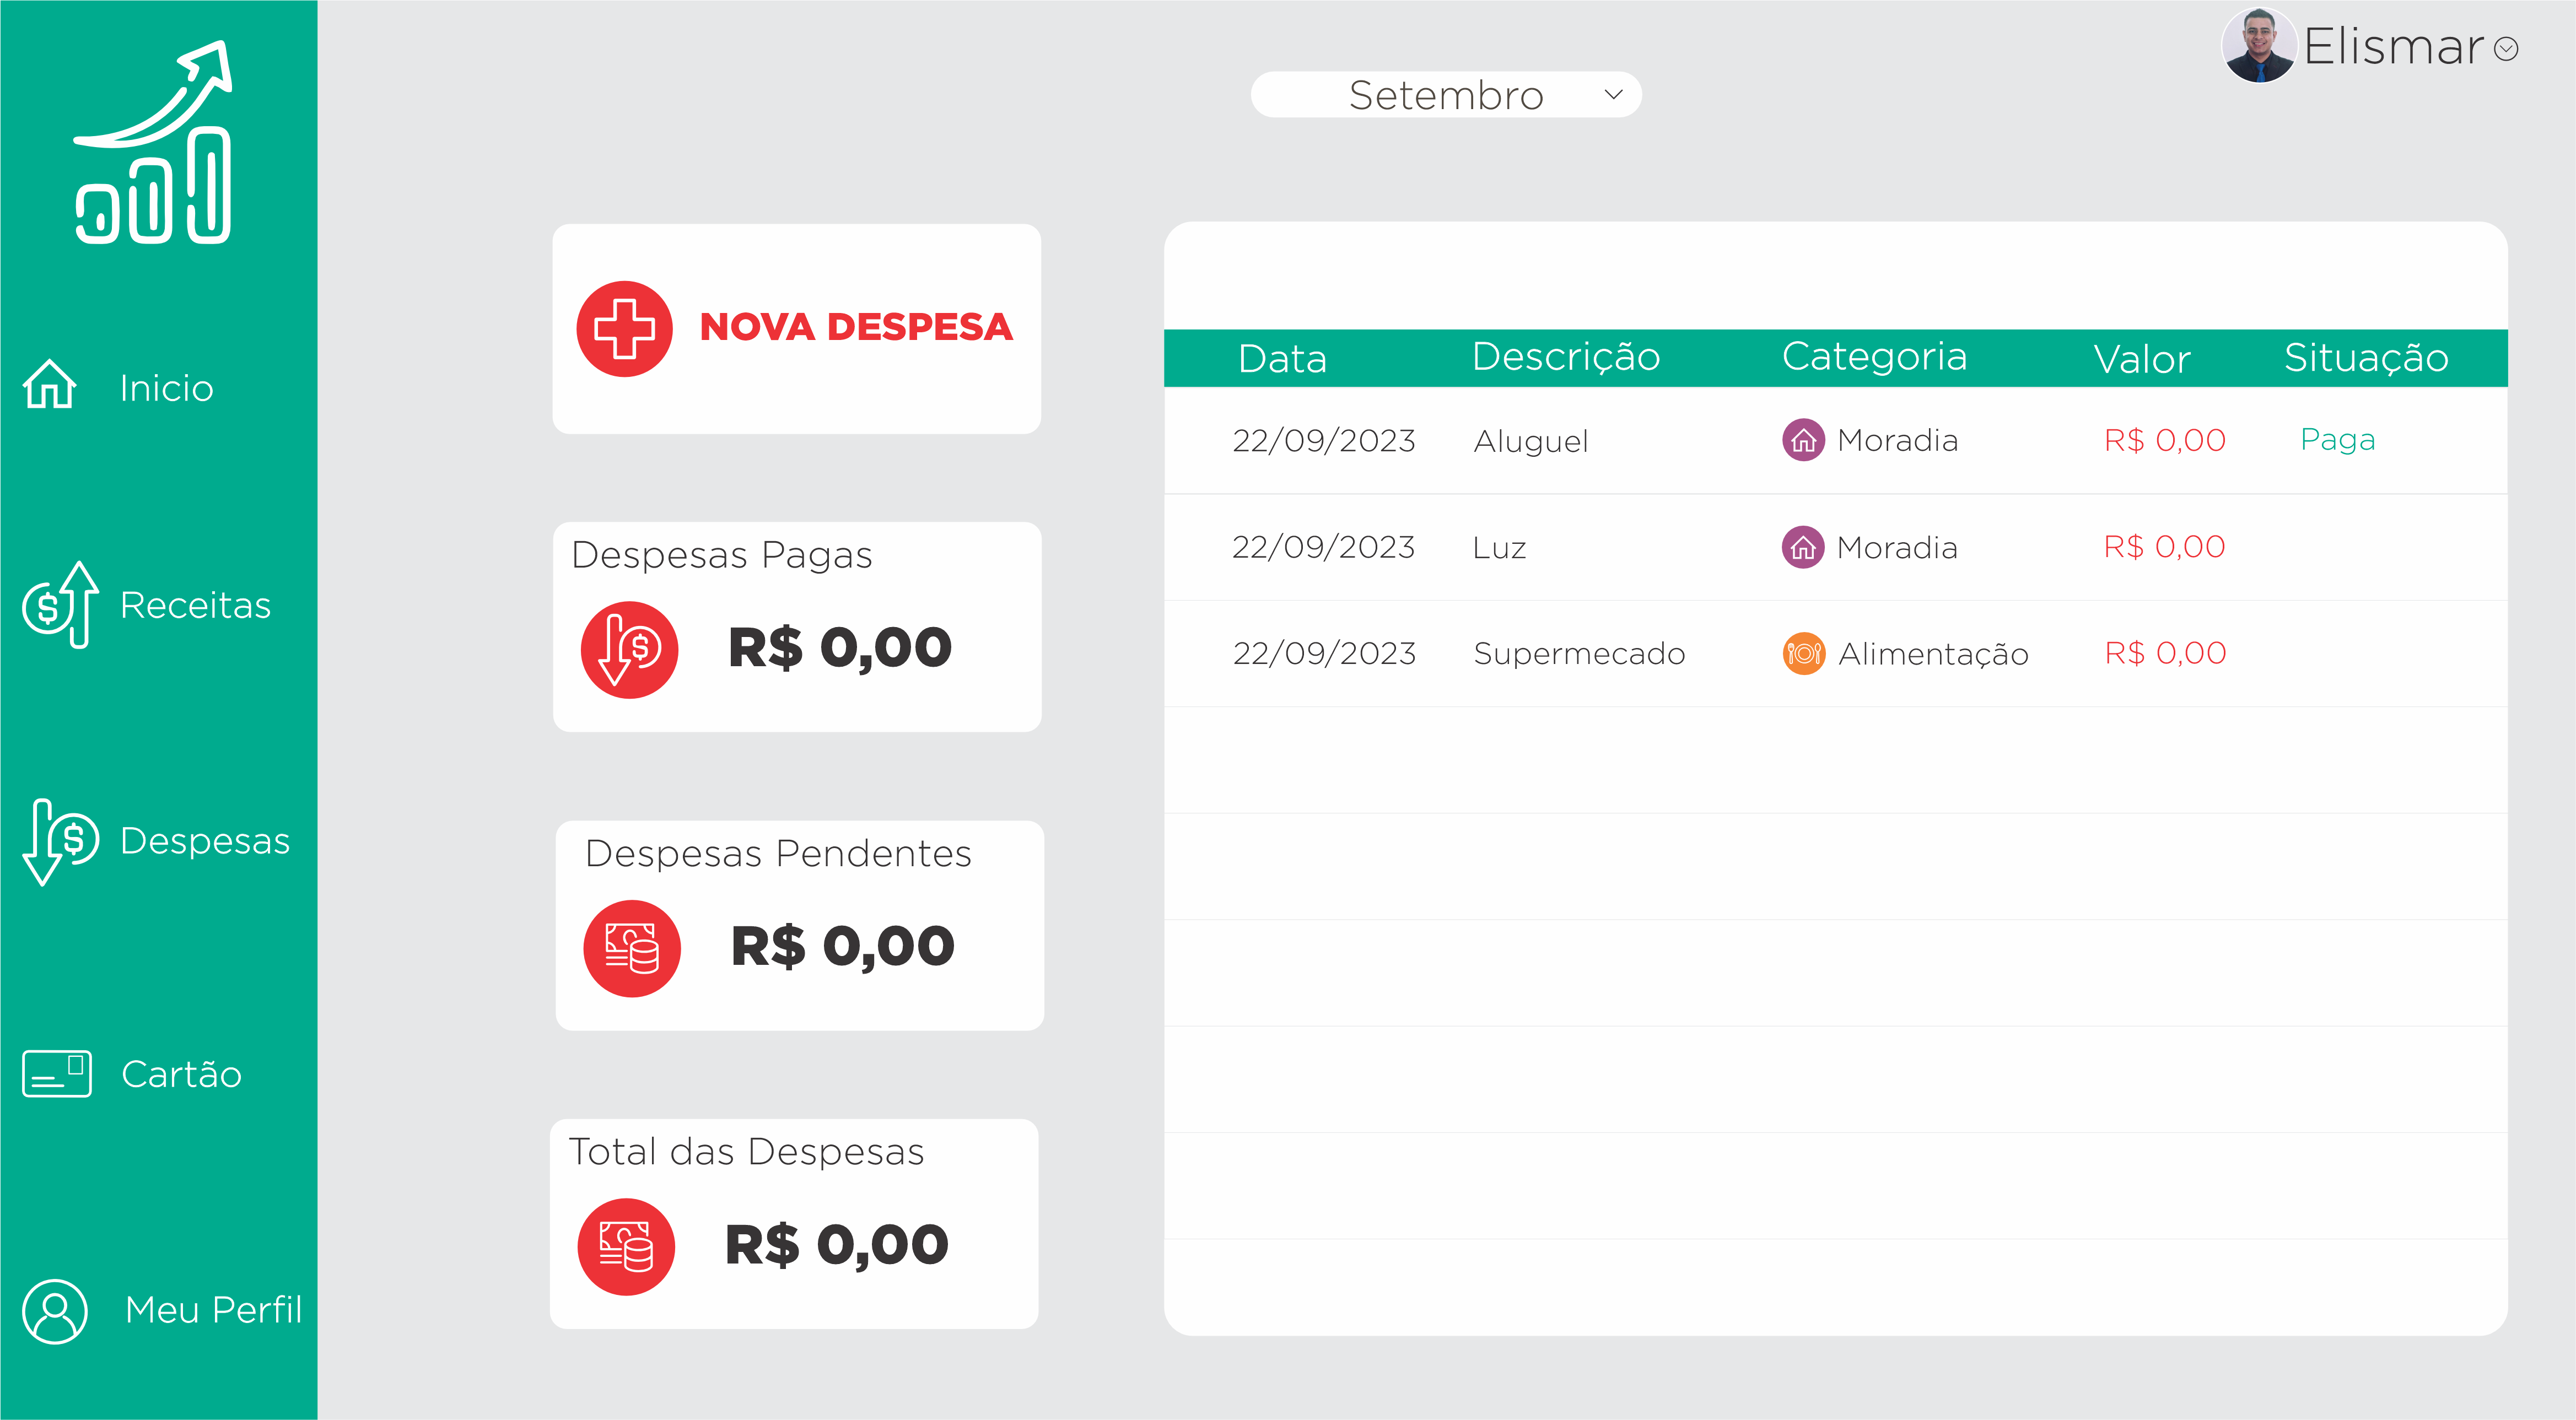 Elismar
Setembro
Inicio
Receitas
Despesas
Cartão
Meu Perfil
NOVA DESPESA
Despesas Pagas
R$ 0,00
Despesas Pendentes
R$ 0,00
Total das Despesas
R$ 0,00
Data Descrição Categoria Valor Situação
22/09/2023 Aluguel Moradia R$ 0,00 Paga
22/09/2023 Luz Moradia R$ 0,00
22/09/2023 Supermecado Alimentação R$ 0,00